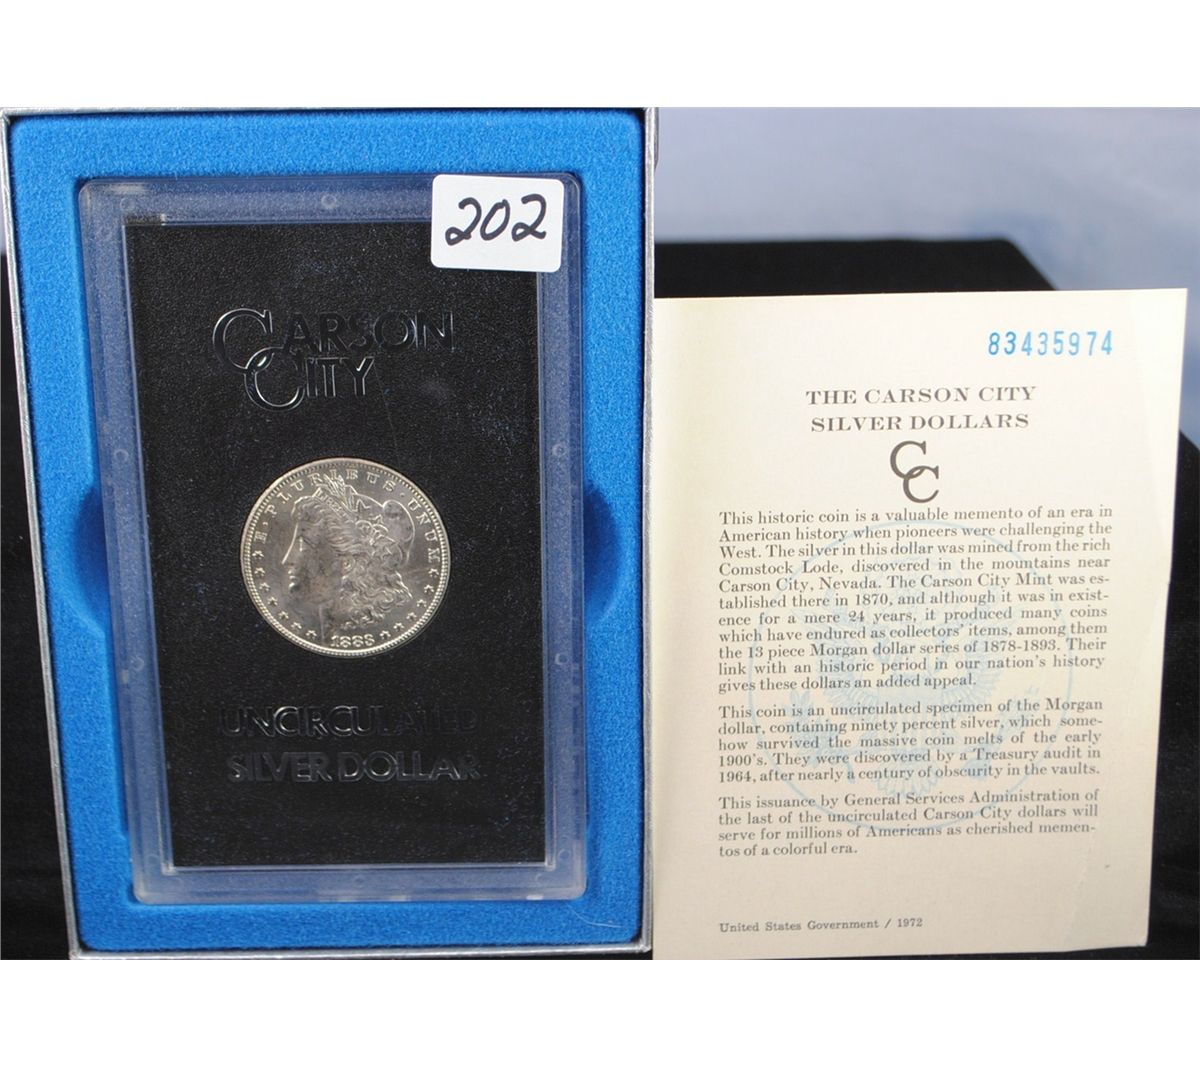 202
CARSON
CITY
E · PLURIBUS · UNUM
1883
UNCIRCULATED
SILVER DOLLAR
83435974
THE CARSON CITY
SILVER DOLLARS
CC
This historic coin is a valuable memento of an era in
American history when pioneers were challenging the
West. The silver in this dollar was mined from the rich
Comstock Lode, discovered in the mountains near
Carson City, Nevada. The Carson City Mint was es-
tablished there in 1870, and although it was in exist-
ence for a mere 24 years, it produced many coins
which have endured as collectors' items, among them
the 13 piece Morgan dollar series of 1878-1893. Their
link with an historic period in our nation's history
gives these dollars an added appeal.
This coin is an uncirculated specimen of the Morgan
dollar, containing ninety percent silver, which some-
how survived the massive coin melts of the early
1900's. They were discovered by a Treasury audit in
1964, after nearly a century of obscurity in the vaults.
This issuance by General Services Administration of
the last of the uncirculated Carson City dollars will
serve for millions of Americans as cherished memen-
tos of a colorful era.
United States Government / 1972